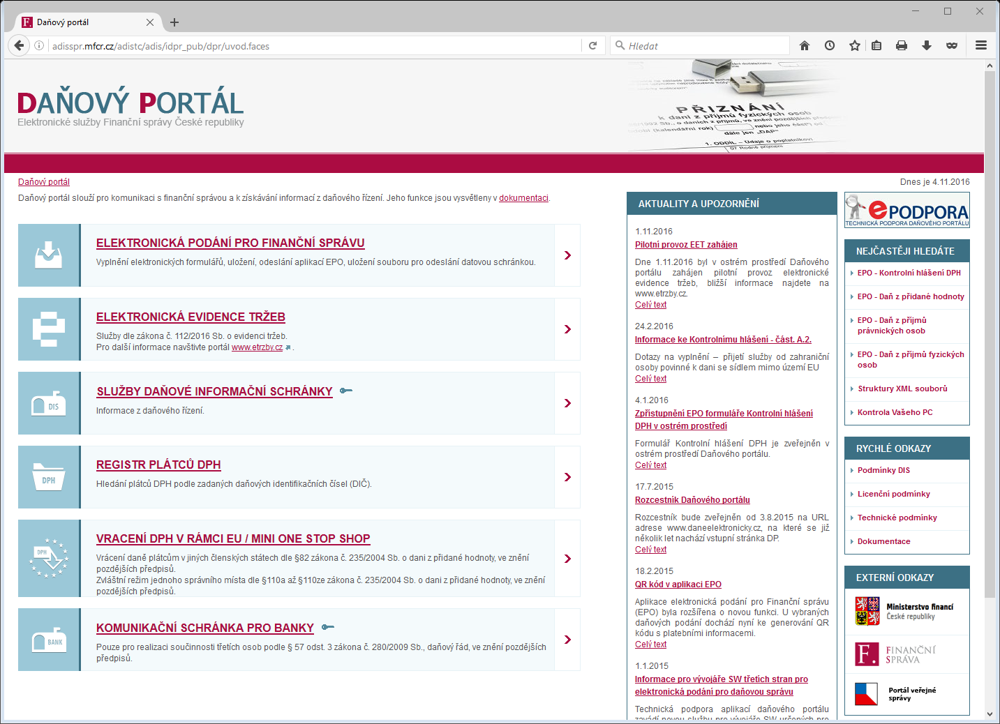 Daňový portál
adisspr.mfcr.cz/adistc/adis/idpr_pub/dpr/uvod.faces
Hledat
DAŇOVÝ PORTÁL
Elektronické služby Finanční správy České republiky
PŘIZNÁNÍ
k dani z příjmů fyzických osob
dále jen „DAP"
1. ODDÍL – Údaje o poplatníkovi
Daňový portál
Dnes je 4.11.2016
Daňový portál slouží pro komunikaci s finanční správou a k získávání informací z daňového řízení. Jeho funkce jsou vysvětleny v dokumentaci.
ELEKTRONICKÁ PODÁNÍ PRO FINANČNÍ SPRÁVU
Vyplnění elektronických formulářů, uložení, odeslání aplikací EPO, uložení souboru pro odeslání datovou schránkou.
ELEKTRONICKÁ EVIDENCE TRŽEB
Služby dle zákona č. 112/2016 Sb. o evidenci tržeb.
Pro další informace navštivte portál www.etrzby.cz .
DIS
SLUŽBY DAŇOVÉ INFORMAČNÍ SCHRÁNKY
Informace z daňového řízení.
DPH
REGISTR PLÁTCŮ DPH
Hledání plátců DPH podle zadaných daňových identifikačních čísel (DIČ).
DPH
VRACENÍ DPH V RÁMCI EU / MINI ONE STOP SHOP
Vrácení daně plátcům v jiných členských státech dle §82 zákona č. 235/2004 Sb. o dani z přidané hodnoty, ve znění
pozdějších předpisů.
Zvláštní režim jednoho správního místa dle §110a až §110ze zákona č. 235/2004 Sb. o dani z přidané hodnoty, ve znění
pozdějších předpisů.
BANK
KOMUNIKAČNÍ SCHRÁNKA PRO BANKY
Pouze pro realizaci součinnosti třetích osob podle § 57 odst. 3 zákona č. 280/2009 Sb., daňový řád, ve znění pozdějších
předpisů.
AKTUALITY A UPOZORNĚNÍ
1.11.2016
Pilotní provoz EET zahájen
Dne 1.11.2016 byl v ostrém prostředí Daňového
portálu zahájen pilotní provoz elektronické
evidence tržeb, bližší informace najdete na
www.etrzby.cz.
Celý text
24.2.2016
Informace ke Kontrolnímu hlášení - část. A.2.
Dotazy na vyplnění – přijetí služby od zahraniční
osoby povinné k dani se sídlem mimo území EU
Celý text
4.1.2016
Zpřístupnění EPO formuláře Kontrolní hlášení
DPH v ostrém prostředí
Formulář Kontrolní hlášení DPH je zveřejněn v
ostrém prostředí Daňového portálu.
Celý text
17.7.2015
Rozcestník Daňového portálu
Rozcestník bude zveřejněn od 3.8.2015 na URL
adrese www.daneelektronicky.cz, na které se již
několik let nachází vstupní stránka DP.
Celý text
18.2.2015
QR kód v aplikaci EPO
Aplikace elektronická podání pro Finanční správu
(EPO) byla rozšířena o novou funkci. U vybraných
daňových podání dochází nyní ke generování QR
kódu s platebními informacemi.
Celý text
1.1.2015
Informace pro vývojáře SW třetích stran pro
elektronická podání pro daňovou správu
Technická podpora aplikací daňového portálu
zavádí novou službu pro vývojáře SW určených pro
ePODPORA
TECHNICKÁ PODPORA DAŇOVÉHO PORTÁLU
NEJČASTĚJI HLEDÁTE
EPO - Kontrolní hlášení DPH
EPO - Daň z přidané hodnoty
EPO - Daň z příjmů
právnických osob
EPO - Daň z příjmů fyzických
osob
Struktury XML souborů
Kontrola Vašeho PC
RYCHLÉ ODKAZY
Podmínky DIS
Licenční podmínky
Technické podmínky
Dokumentace
EXTERNÍ ODKAZY
Ministerstvo financí
České republiky
F.
FINANČNÍ
SPRÁVA
Portál veřejné
správy